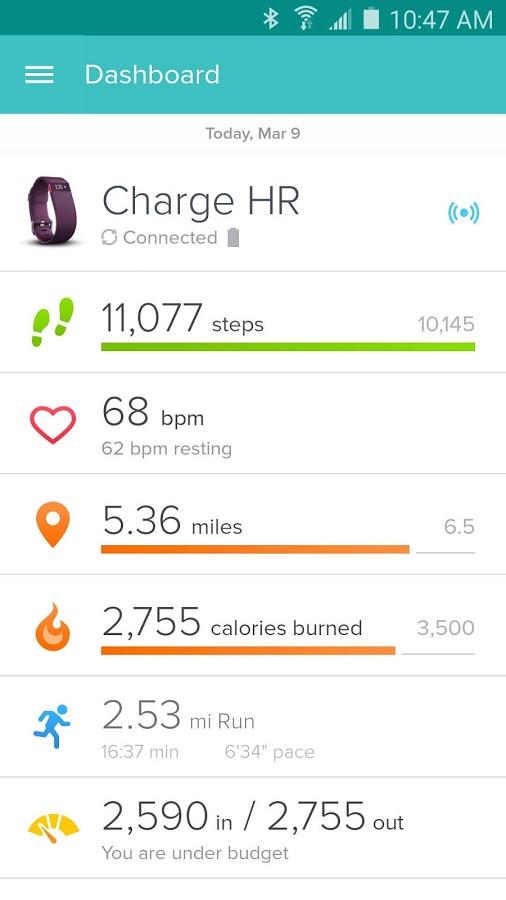 10:47 AM
Dashboard
Today, Mar 9
Charge HR
Connected
11,077 steps 10,145
68 bpm
62 bpm resting
5.36 miles 6.5
2,755 calories burned 3,500
2.53 mi Run
16:37 min 6'34" pace
2,590 in / 2,755 out
You are under budget